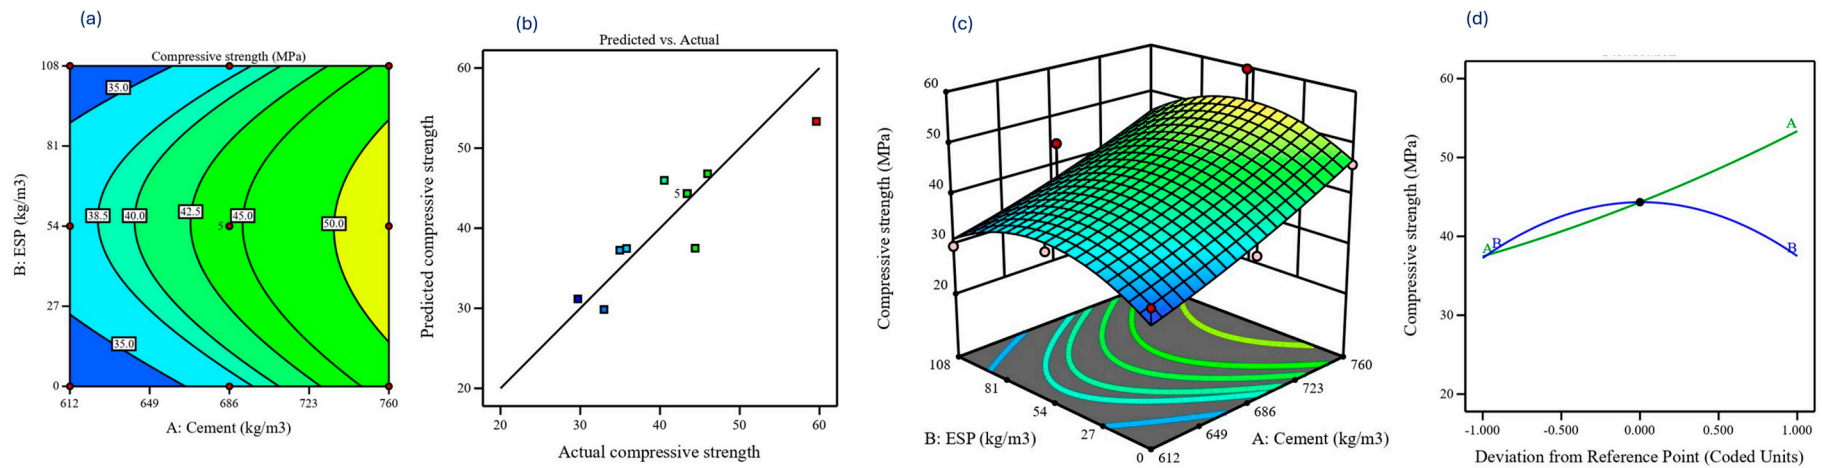 (a)
Compressive strength (MPa)
108
81
54
27
0
B: ESP (kg/m3)
35.0
38.5
40.0
42.5
45.0
50.0
5
35.0
612
649
686
723
760
A: Cement (kg/m3)
(b)
Predicted vs. Actual
60
50
40
30
20
Predicted compressive strength
5
20
30
40
50
60
Actual compressive strength
(c)
60
50
40
30
20
Compressive strength (MPa)
108
81
54
27
0
B: ESP (kg/m3)
612
649
686
723
760
A: Cement (kg/m3)
(d)
60
50
40
30
20
Compressive strength (MPa)
A
B
A
B
-1.000
-0.500
0.000
0.500
1.000
Deviation from Reference Point (Coded Units)